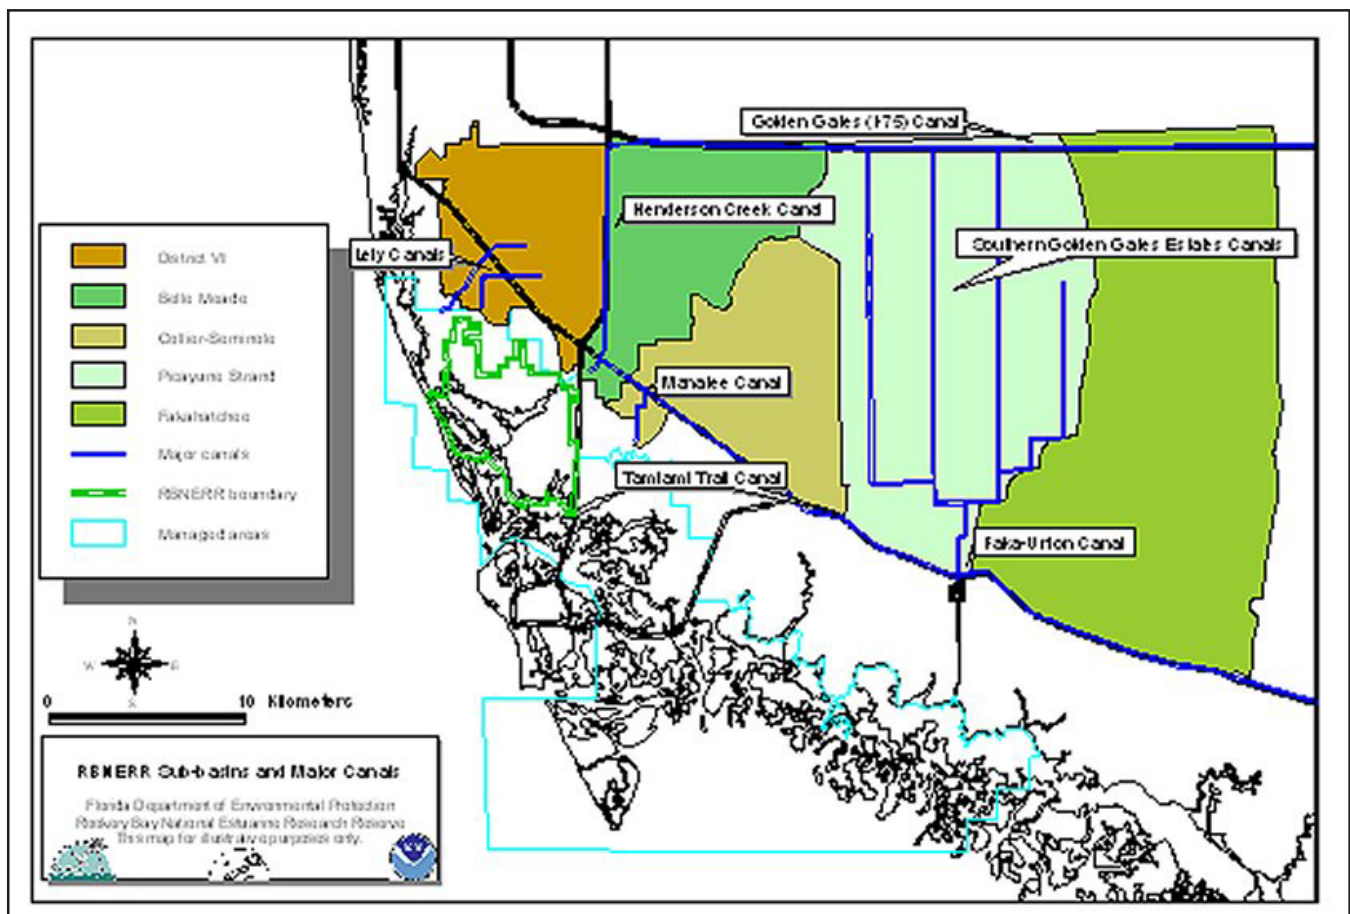 Golden Gates (I-75) Canal
Henderson Creek Canal
Southern Golden Gates Estates Canals
Lely Canals
District VI
Belle Meade
Collier-Seminole
Picayune Strand
Fakahatchee
Major canals
RBNERR boundary
Managed areas
Manatee Canal
Tamiami Trail Canal
Faka-Union Canal
N
W
E
S
0 10 Kilometers
RBNERR Sub-basins and Major Canals
Florida Department of Environmental Protection
Rookery Bay National Estuarine Research Reserve
This map for illustrative purposes only.